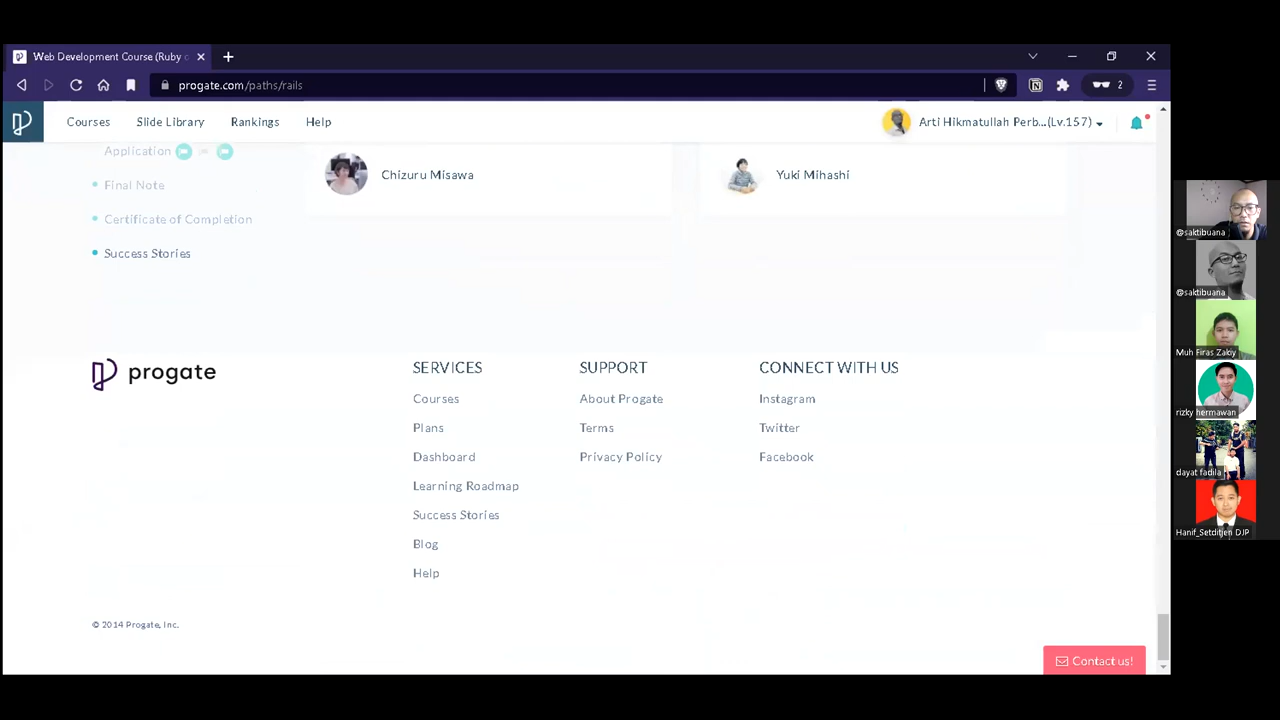 Web Development Course (Ruby o
progate.com/paths/rails
2
Courses
Slide Library
Rankings
Help
Arti Hikmatullah Perb...(Lv.157)
Application
Final Note
Certificate of Completion
Success Stories
Chizuru Misawa
Yuki Mihashi
progate
SERVICES
Courses
Plans
Dashboard
Learning Roadmap
Success Stories
Blog
Help
SUPPORT
About Progate
Terms
Privacy Policy
CONNECT WITH US
Instagram
Twitter
Facebook
© 2014 Progate, Inc.
Contact us!
@saktibuana
@saktibuana
Muh Firas Zakiy
rizky hermawan
dayat fadila
Hanif_Setditjen DJP